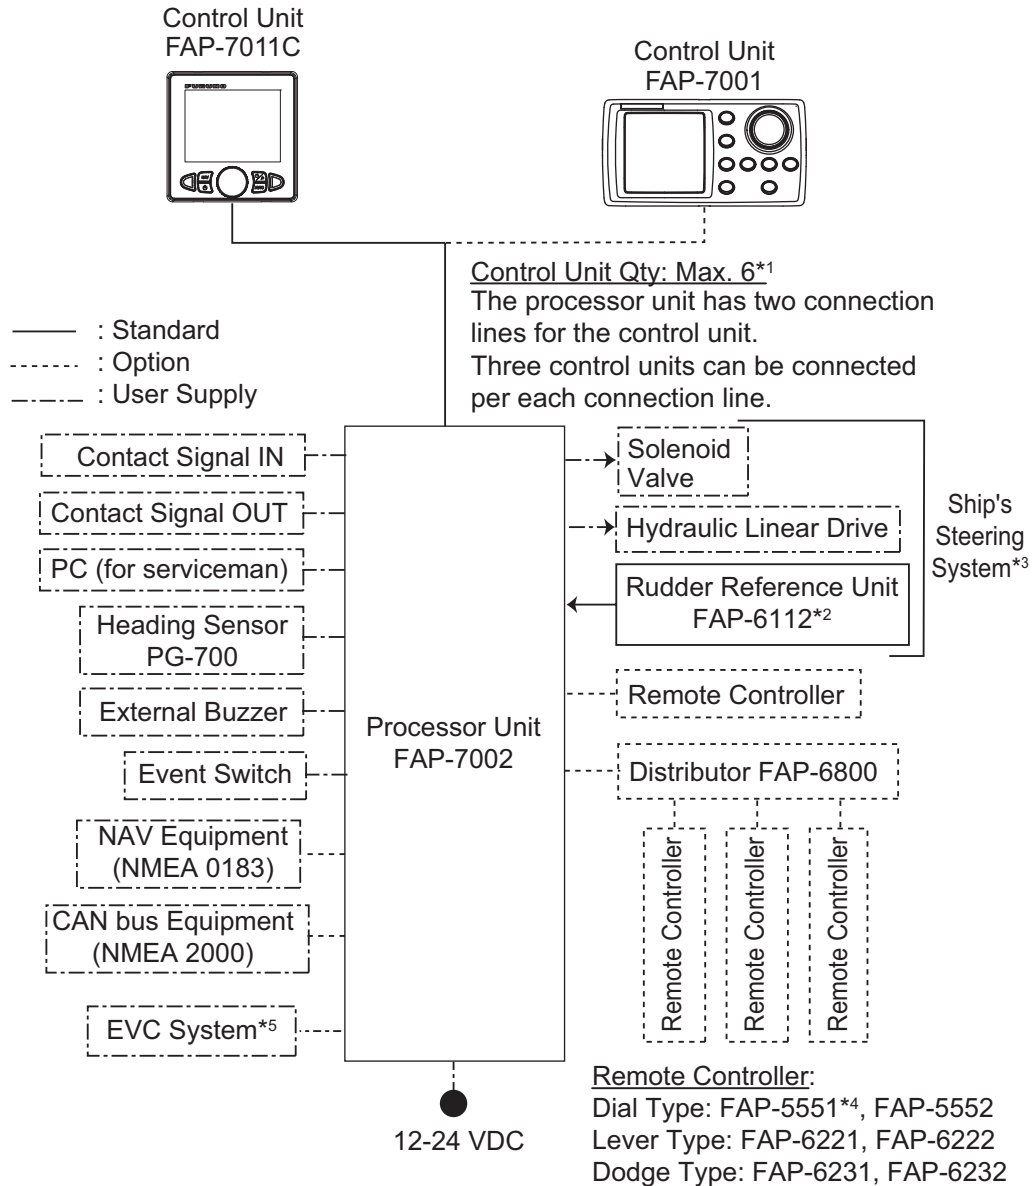 Control Unit
FAP-7011C
Control Unit
FAP-7001
FURUNO
Control Unit Qty: Max. 6*1
The processor unit has two connection
lines for the control unit.
Three control units can be connected
per each connection line.
: Standard
: Option
: User Supply
Contact Signal IN
Contact Signal OUT
PC (for serviceman)
Heading Sensor
PG-700
External Buzzer
Event Switch
NAV Equipment
(NMEA 0183)
CAN bus Equipment
(NMEA 2000)
EVC System*5
Processor Unit
FAP-7002
12-24 VDC
Solenoid
Valve
Hydraulic Linear Drive
Rudder Reference Unit
FAP-6112*2
Ship's
Steering
System*3
Remote Controller
Distributor FAP-6800
Remote Controller
Remote Controller
Remote Controller
Remote Controller:
Dial Type: FAP-5551*4, FAP-5552
Lever Type: FAP-6221, FAP-6222
Dodge Type: FAP-6231, FAP-6232